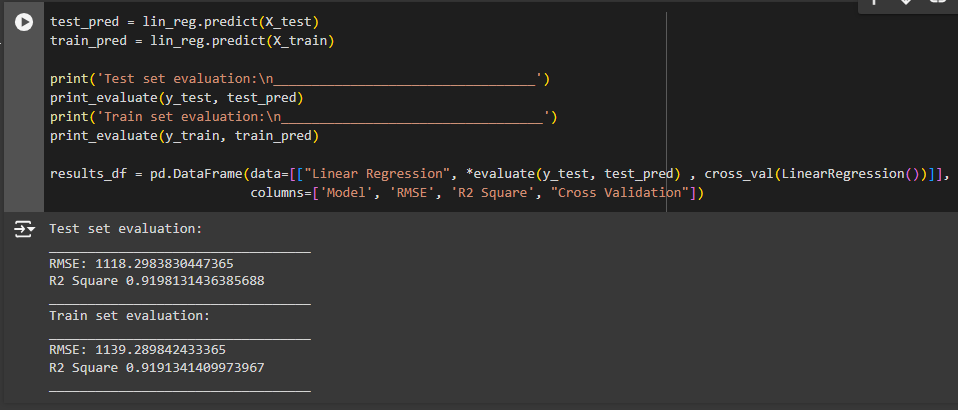 test_pred = lin_reg.predict(X_test)
train_pred = lin_reg.predict(X_train)
print('Test set evaluation:\n_________________________________')
print_evaluate(y_test, test_pred)
print('Train set evaluation:\n_________________________________')
print_evaluate(y_train, train_pred)
results_df = pd.DataFrame(data=[["Linear Regression", *evaluate(y_test, test_pred) , cross_val(LinearRegression())]],
columns=['Model', 'RMSE', 'R2 Square', "Cross Validation"])
Test set evaluation:
_________________________________
RMSE: 1118.2983830447365
R2 Square 0.9198131436385688
_________________________________
Train set evaluation:
_________________________________
RMSE: 1139.289842433365
R2 Square 0.9191341409973967
_________________________________